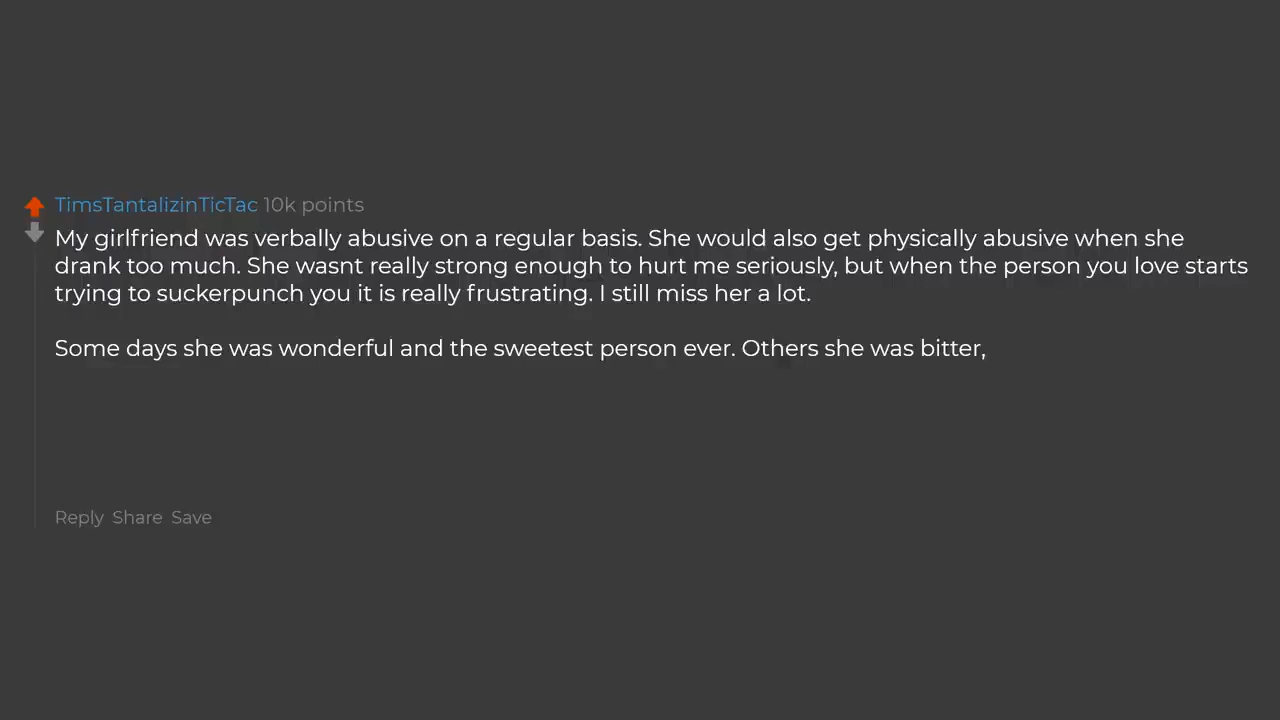 TimsTantalizinTicTac 10k points
My girlfriend was verbally abusive on a regular basis. She would also get physically abusive when she
drank too much. She wasnt really strong enough to hurt me seriously, but when the person you love starts
trying to suckerpunch you it is really frustrating. I still miss her a lot.
Some days she was wonderful and the sweetest person ever. Others she was bitter,
Reply Share Save